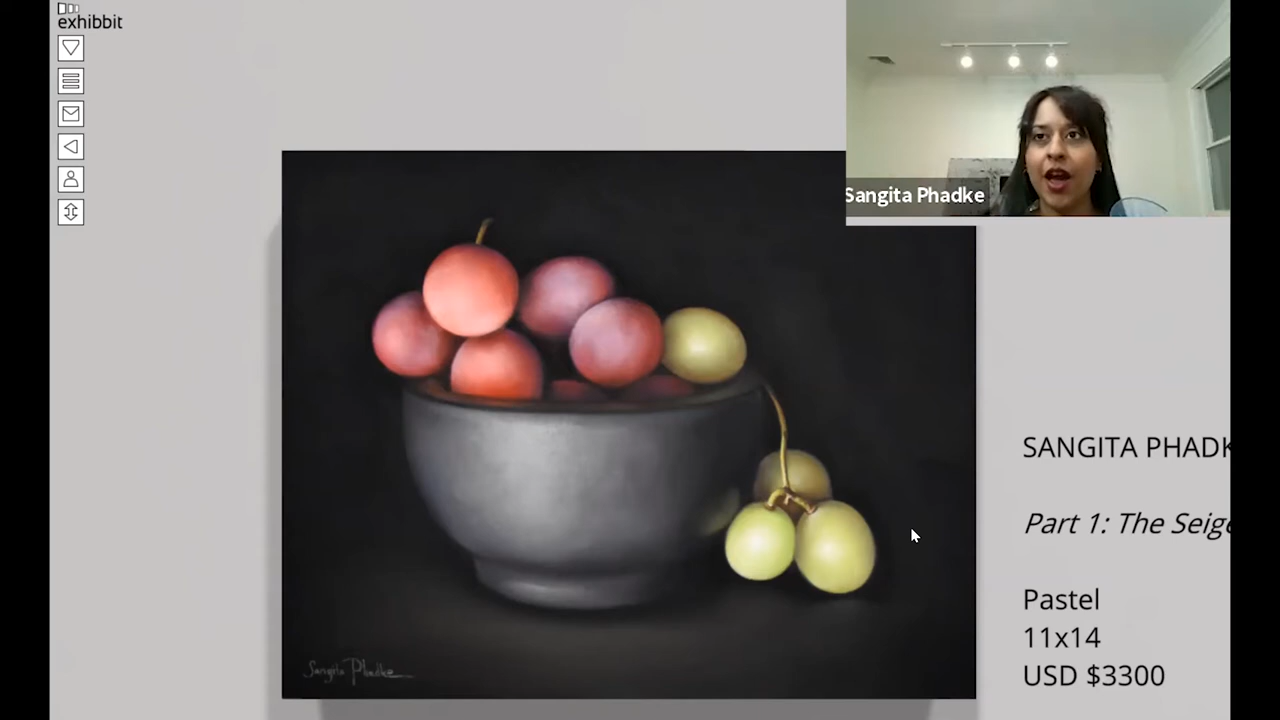 exhibbit
Sangita Phadke
SANGITA PHADK
Part 1: The Seige
Pastel
11x14
USD $3300
Sangita Phadke